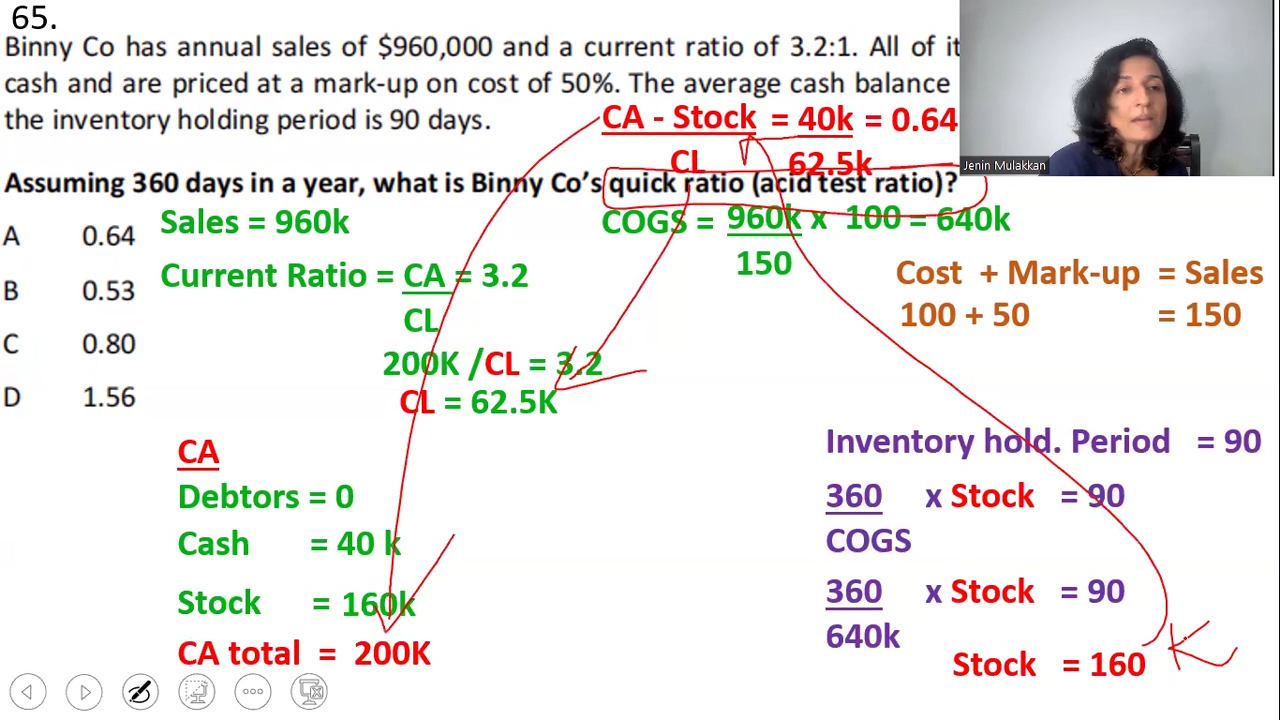 65.
Binny Co has annual sales of $960,000 and a current ratio of 3.2:1. All of it
cash and are priced at a mark-up on cost of 50%. The average cash balance
the inventory holding period is 90 days.
CA - Stock = 40k = 0.64
CL 62.5k
Jenin Mulakkan
Assuming 360 days in a year, what is Binny Co's quick ratio (acid test ratio)?
A 0.64
B 0.53
C 0.80
D 1.56
Sales = 960k
Current Ratio = CA = 3.2
CL
200K /CL = 3.2
CL = 62.5K
COGS = 960k x 100 = 640k
150
Cost + Mark-up = Sales
100 + 50 = 150
CA
Debtors = 0
Cash = 40 k
Stock = 160k
CA total = 200K
Inventory hold. Period = 90
360 x Stock = 90
COGS
360 x Stock = 90
640k
Stock = 160 K